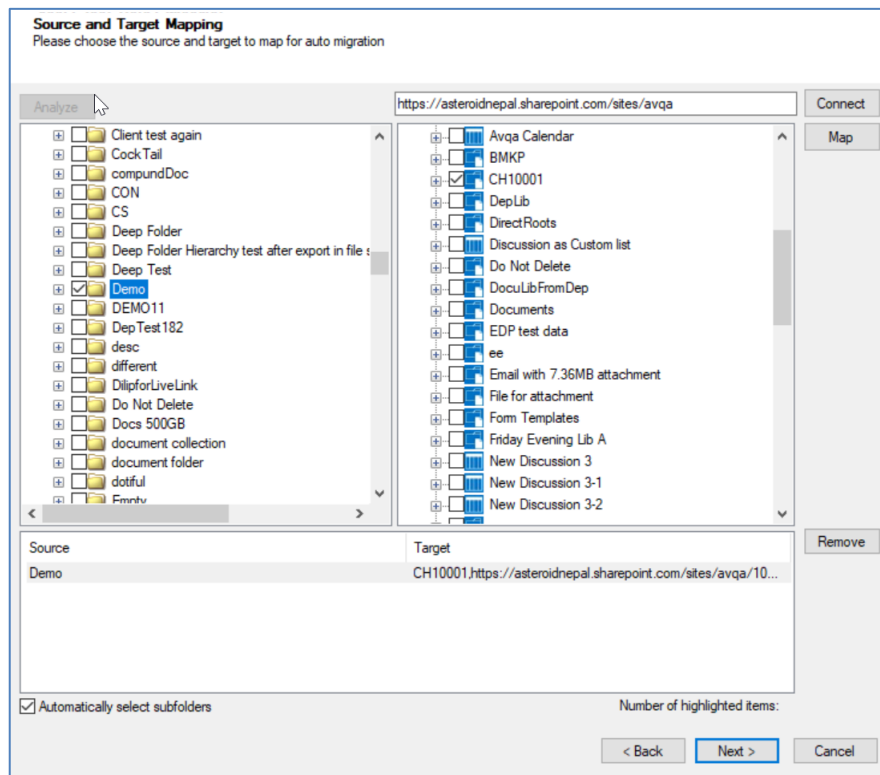 Source and Target Mapping
Please choose the source and target to map for auto migration
Analyze
https://asteroidnepal.sharepoint.com/sites/avqa
Connect
Map
Client test again
CockTail
compundDoc
CON
CS
Deep Folder
Deep Folder Hierarchy test after export in file s
Deep Test
Demo
DEMO11
DepTest182
desc
different
DilipforLiveLink
Do Not Delete
Docs 500GB
document collection
document folder
dotiful
Empty
Avqa Calendar
BMKP
CH10001
DepLib
DirectRoots
Discussion as Custom list
Do Not Delete
DocuLibFromDep
Documents
EDP test data
ee
Email with 7.36MB attachment
File for attachment
Form Templates
Friday Evening Lib A
New Discussion 3
New Discussion 3-1
New Discussion 3-2
Source Target
Demo CH10001,https://asteroidnepal.sharepoint.com/sites/avqa/10...
Remove
Automatically select subfolders
Number of highlighted items:
< Back Next > Cancel